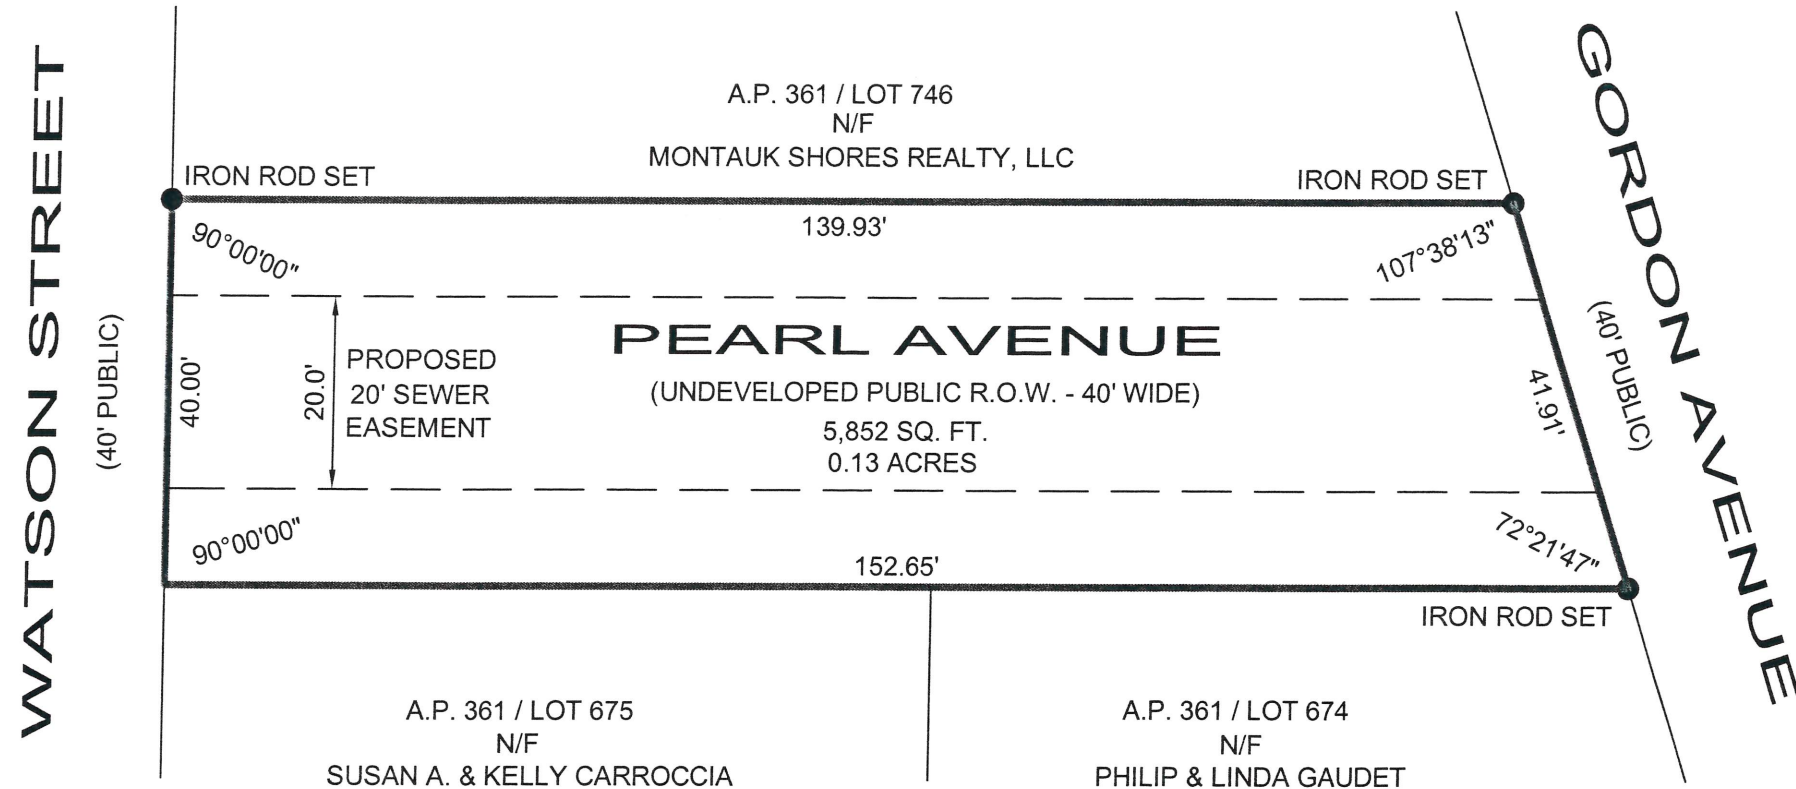 WATSON STREET
(40' PUBLIC)
A.P. 361 / LOT 746
N/F
MONTAUK SHORES REALTY, LLC
IRON ROD SET
IRON ROD SET
139.93'
90°00'00"
107°38'13"
GORDON AVENUE
(40' PUBLIC)
PEARL AVENUE
(UNDEVELOPED PUBLIC R.O.W. - 40' WIDE)
5,852 SQ. FT.
0.13 ACRES
40.00'
20.0'
PROPOSED
20' SEWER
EASEMENT
41.91'
90°00'00"
72°21'47"
152.65'
IRON ROD SET
A.P. 361 / LOT 675
N/F
SUSAN A. & KELLY CARROCCIA
A.P. 361 / LOT 674
N/F
PHILIP & LINDA GAUDET